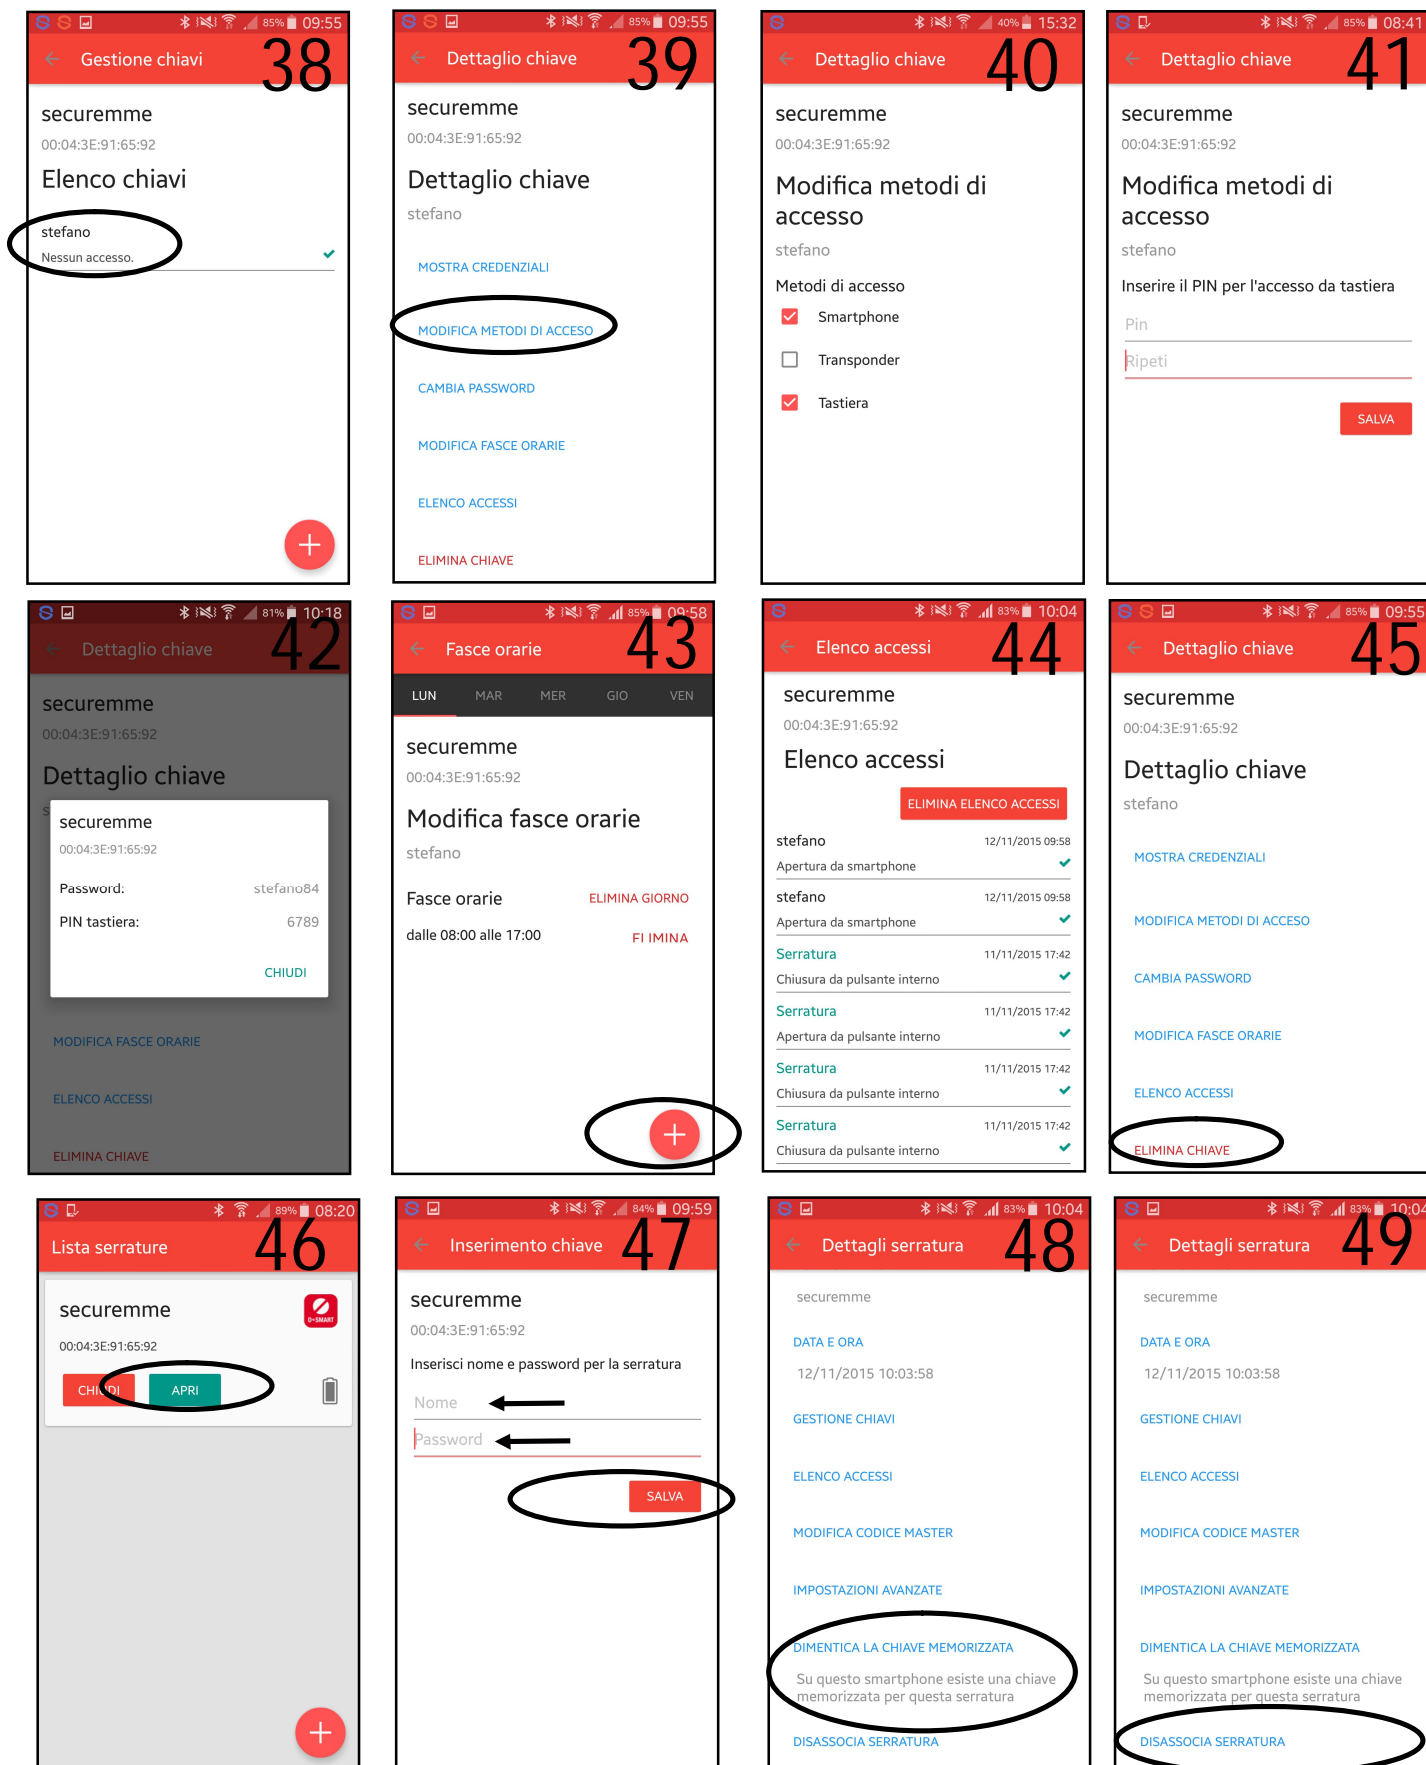 85% 09:55
Gestione chiavi
38
securemme
00:04:3E:91:65:92
Elenco chiavi
stefano
Nessun accesso.
85% 09:55
Dettaglio chiave
39
securemme
00:04:3E:91:65:92
Dettaglio chiave
stefano
MOSTRA CREDENZIALI
MODIFICA METODI DI ACCESO
CAMBIA PASSWORD
MODIFICA FASCE ORARIE
ELENCO ACCESSI
ELIMINA CHIAVE
40% 15:32
Dettaglio chiave
40
securemme
00:04:3E:91:65:92
Modifica metodi di
accesso
stefano
Metodi di accesso
Smartphone
Transponder
Tastiera
85% 08:41
Dettaglio chiave
41
securemme
00:04:3E:91:65:92
Modifica metodi di
accesso
stefano
Inserire il PIN per l'accesso da tastiera
Pin
Ripeti
SALVA
81% 10:18
Dettaglio chiave
42
securemme
00:04:3E:91:65:92
Dettaglio chiave
s
securemme
00:04:3E:91:65:92
Password: stefano84
PIN tastiera: 6789
CHIUDI
MODIFICA FASCE ORARIE
ELENCO ACCESSI
ELIMINA CHIAVE
85% 09:58
Fasce orarie
43
LUN MAR MER GIO VEN
securemme
00:04:3E:91:65:92
Modifica fasce orarie
stefano
Fasce orarie ELIMINA GIORNO
dalle 08:00 alle 17:00 ELIMINA
83% 10:04
Elenco accessi
44
securemme
00:04:3E:91:65:92
Elenco accessi
ELIMINA ELENCO ACCESSI
stefano 12/11/2015 09:58
Apertura da smartphone
stefano 12/11/2015 09:58
Apertura da smartphone
Serratura 11/11/2015 17:42
Chiusura da pulsante interno
Serratura 11/11/2015 17:42
Apertura da pulsante interno
Serratura 11/11/2015 17:42
Chiusura da pulsante interno
Serratura 11/11/2015 17:42
Chiusura da pulsante interno
85% 09:55
Dettaglio chiave
45
securemme
00:04:3E:91:65:92
Dettaglio chiave
stefano
MOSTRA CREDENZIALI
MODIFICA METODI DI ACCESO
CAMBIA PASSWORD
MODIFICA FASCE ORARIE
ELENCO ACCESSI
ELIMINA CHIAVE
89% 08:20
Lista serrature
46
securemme
D-SMART
00:04:3E:91:65:92
CHIUDI APRI
84% 09:59
Inserimento chiave
47
securemme
00:04:3E:91:65:92
Inserisci nome e password per la serratura
Nome
Password
SALVA
83% 10:04
Dettagli serratura
48
securemme
DATA E ORA
12/11/2015 10:03:58
GESTIONE CHIAVI
ELENCO ACCESSI
MODIFICA CODICE MASTER
IMPOSTAZIONI AVANZATE
DIMENTICA LA CHIAVE MEMORIZZATA
Su questo smartphone esiste una chiave
memorizzata per questa serratura
DISASSOCIA SERRATURA
83% 10:04
Dettagli serratura
49
securemme
DATA E ORA
12/11/2015 10:03:58
GESTIONE CHIAVI
ELENCO ACCESSI
MODIFICA CODICE MASTER
IMPOSTAZIONI AVANZATE
DIMENTICA LA CHIAVE MEMORIZZATA
Su questo smartphone esiste una chiave
memorizzata per questa serratura
DISASSOCIA SERRATURA